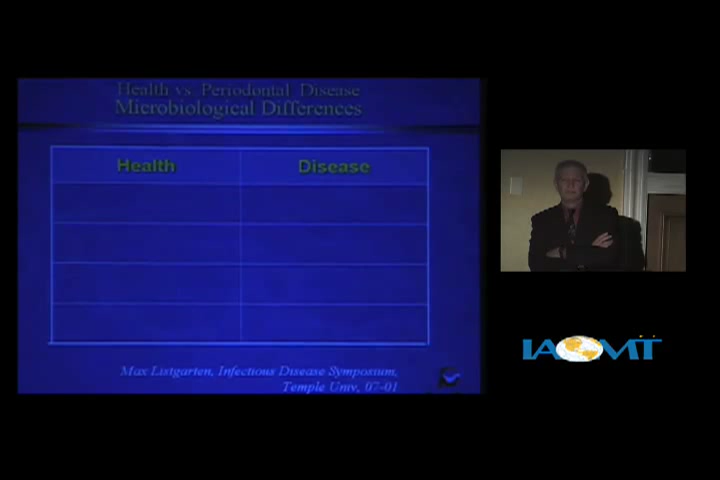 Health vs. Periodontal Disease
Microbiological Differences
Health
Disease
Max Listgarten, Infectious Disease Symposium,
Temple Univ, 07-01
IAOMT